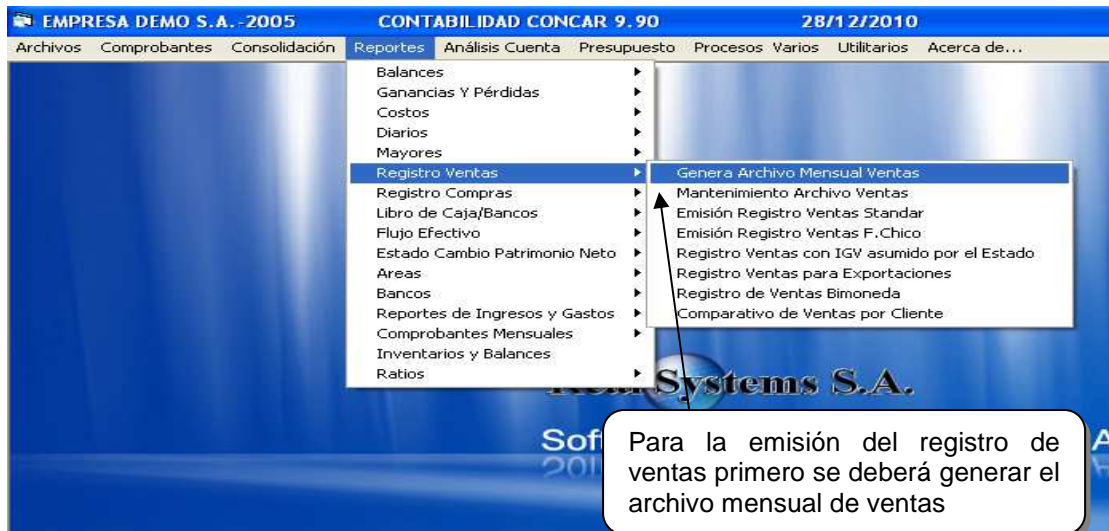 EMPRESA DEMO S.A.-2005 CONTABILIDAD CONCAR 9.90 28/12/2010
Archivos Comprobantes Consolidación Reportes Análisis Cuenta Presupuesto Procesos Varios Utilitarios Acerca de...
Balances
Ganancias Y Pérdidas
Costos
Diarios
Mayores
Registro Ventas
Registro Compras
Libro de Caja/Bancos
Flujo Efectivo
Estado Cambio Patrimonio Neto
Areas
Bancos
Reportes de Ingresos y Gastos
Comprobantes Mensuales
Inventarios y Balances
Ratios
Genera Archivo Mensual Ventas
Mantenimiento Archivo Ventas
Emisión Registro Ventas Standar
Emisión Registro Ventas F.Chico
Registro Ventas con IGV asumido por el Estado
Registro Ventas para Exportaciones
Registro de Ventas Bimoneda
Comparativo de Ventas por Cliente
Systems S.A.
Para la emisión del registro de
ventas primero se deberá generar el
archivo mensual de ventas